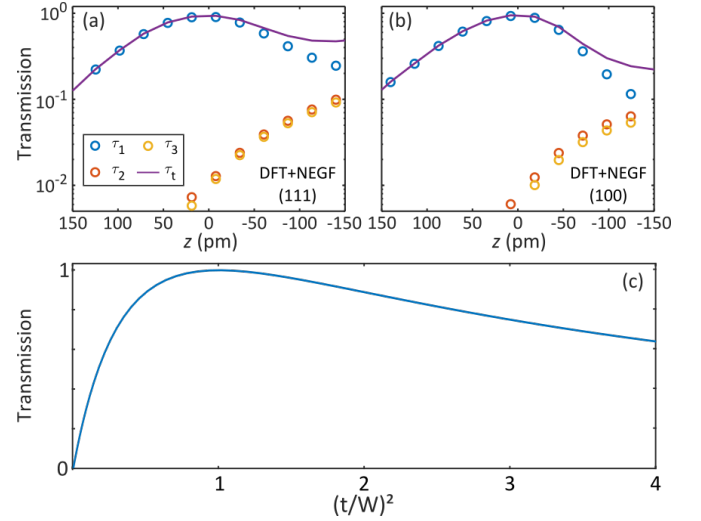 (a)
(b)
Transmission
10⁰
10⁻¹
10⁻²
τ₁ τ₃
τ₂ τₜ
DFT+NEGF
(111)
DFT+NEGF
(100)
150 100 50 0 -50 -100 -150
150 100 50 0 -50 -100 -150
z (pm)
z (pm)
(c)
Transmission
1
0
1 2 3 4
(t/W)²